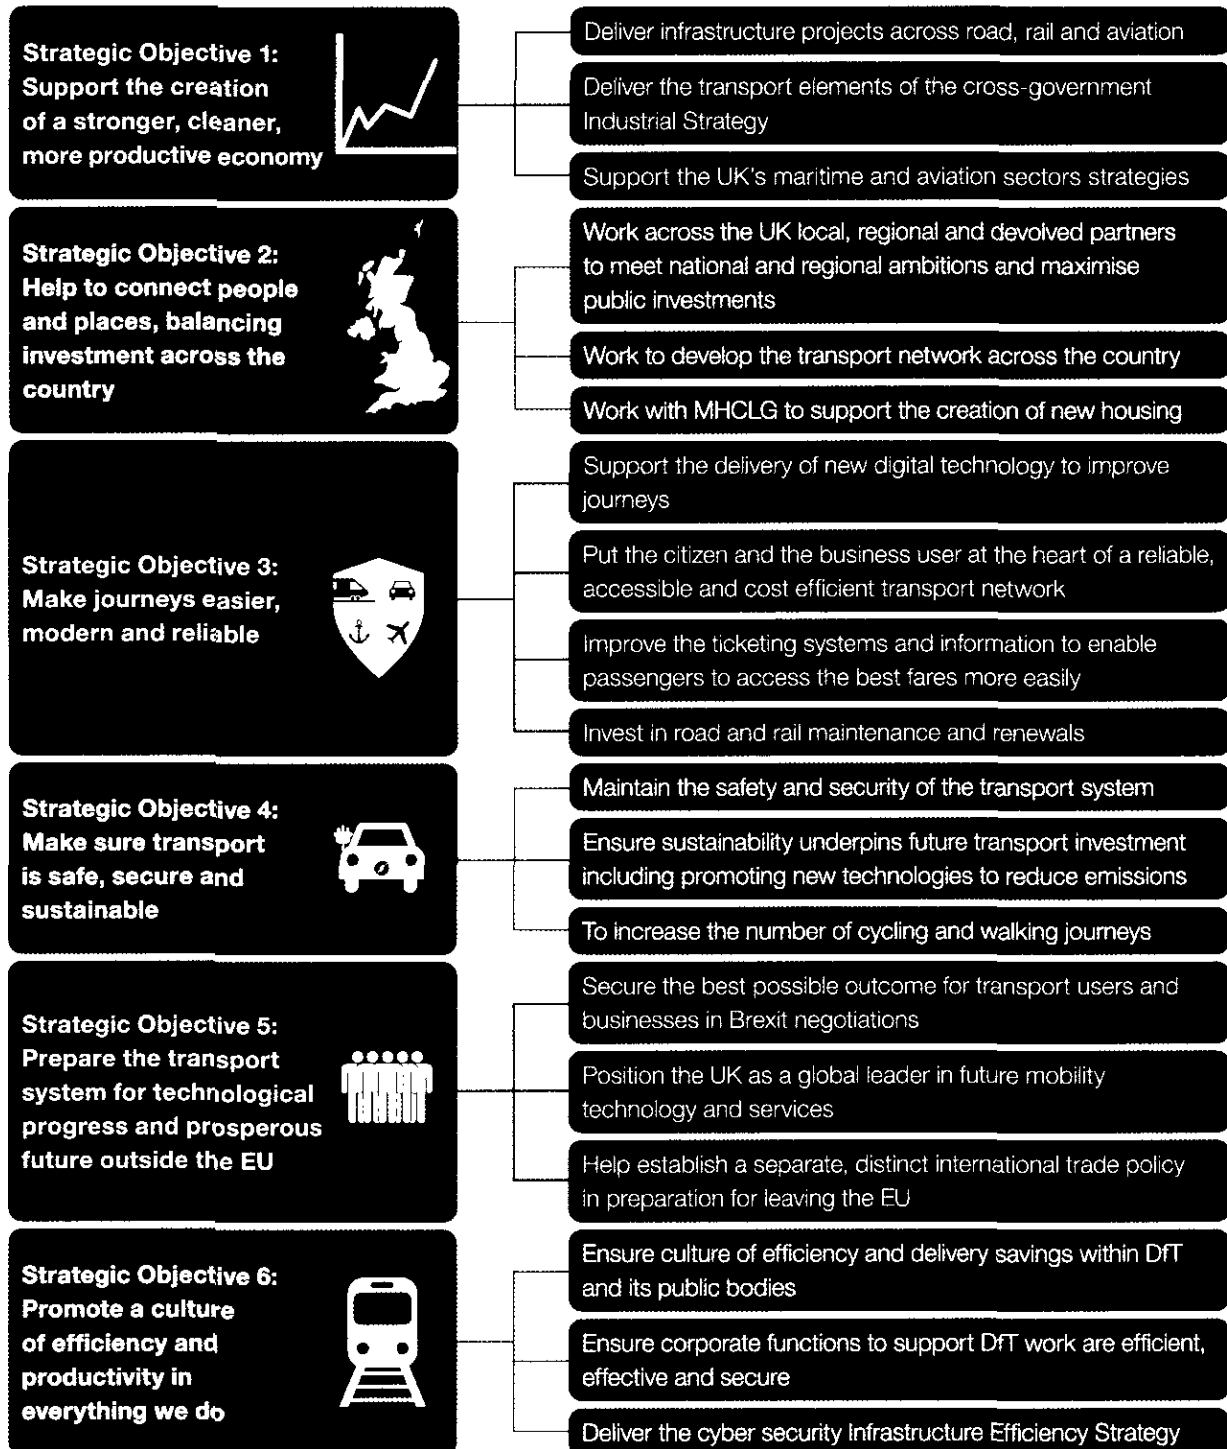 Strategic Objective 1:
Support the creation
of a stronger, cleaner,
more productive economy
Deliver infrastructure projects across road, rail and aviation
Deliver the transport elements of the cross-government
Industrial Strategy
Support the UK's maritime and aviation sectors strategies
Strategic Objective 2:
Help to connect people
and places, balancing
investment across the
country
Work across the UK local, regional and devolved partners
to meet national and regional ambitions and maximise
public investments
Work to develop the transport network across the country
Work with MHCLG to support the creation of new housing
Strategic Objective 3:
Make journeys easier,
modern and reliable
Support the delivery of new digital technology to improve
journeys
Put the citizen and the business user at the heart of a reliable,
accessible and cost efficient transport network
Improve the ticketing systems and information to enable
passengers to access the best fares more easily
Invest in road and rail maintenance and renewals
Strategic Objective 4:
Make sure transport
is safe, secure and
sustainable
Maintain the safety and security of the transport system
Ensure sustainability underpins future transport investment
including promoting new technologies to reduce emissions
To increase the number of cycling and walking journeys
Strategic Objective 5:
Prepare the transport
system for technological
progress and prosperous
future outside the EU
Secure the best possible outcome for transport users and
businesses in Brexit negotiations
Position the UK as a global leader in future mobility
technology and services
Help establish a separate, distinct international trade policy
in preparation for leaving the EU
Strategic Objective 6:
Promote a culture
of efficiency and
productivity in
everything we do
Ensure culture of efficiency and delivery savings within DfT
and its public bodies
Ensure corporate functions to support DfT work are efficient,
effective and secure
Deliver the cyber security Infrastructure Efficiency Strategy